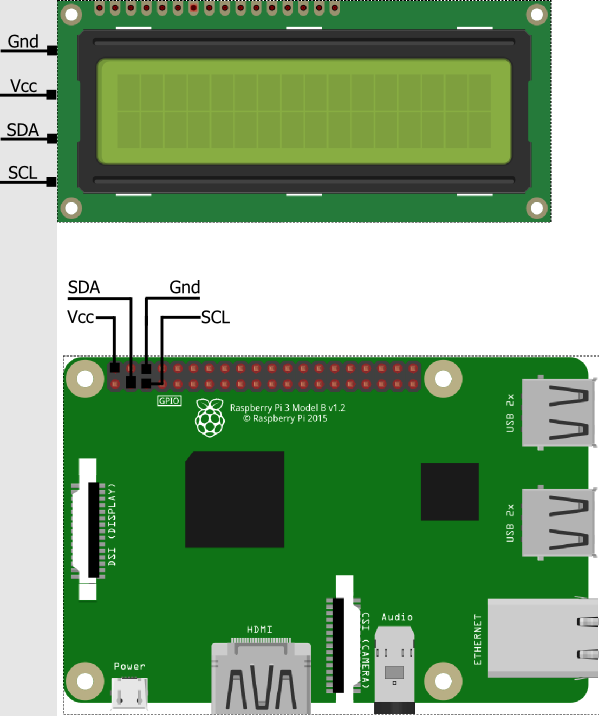 Gnd
Vcc
SDA
SCL
SDA
Gnd
Vcc
SCL
GPIO
Raspberry Pi 3 Model B v1.2
© Raspberry Pi 2015
USB 2x
DSI (DISPLAY)
USB 2x
HDMI
CSI (CAMERA)
Audio
ETHERNET
Power